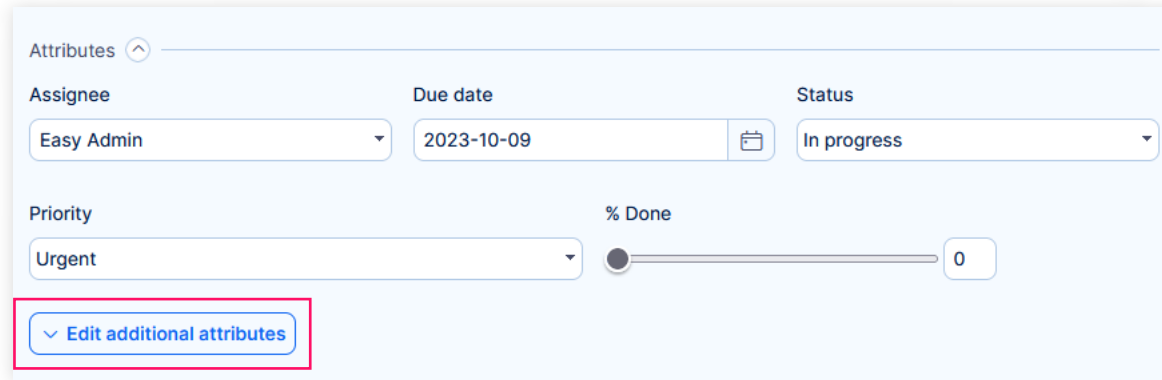 Attributes
Assignee Due date Status
Easy Admin 2023-10-09 In progress
Priority % Done
Urgent 0
Edit additional attributes